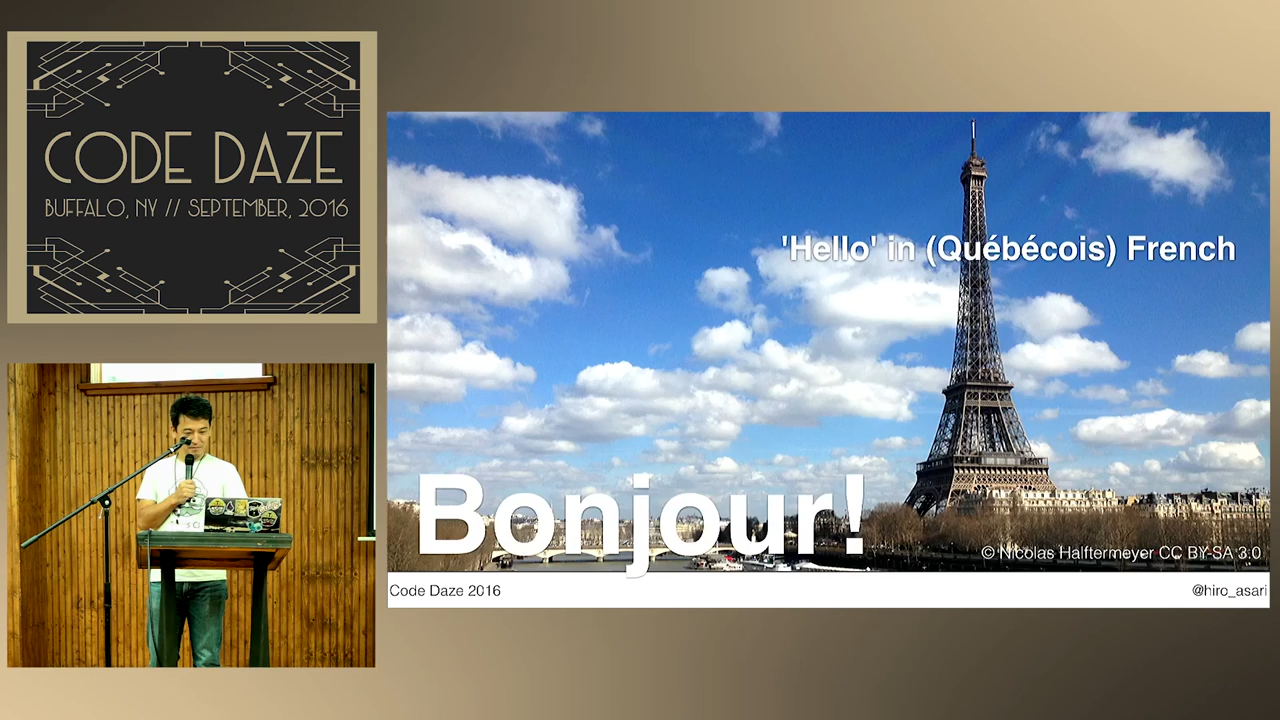 CODE DAZE
BUFFALO, NY // SEPTEMBER, 2016
'Hello' in (Québécois) French
Bonjour!
© Nicolas Halftermeyer CC BY-SA 3.0
Code Daze 2016
@hiro_asari